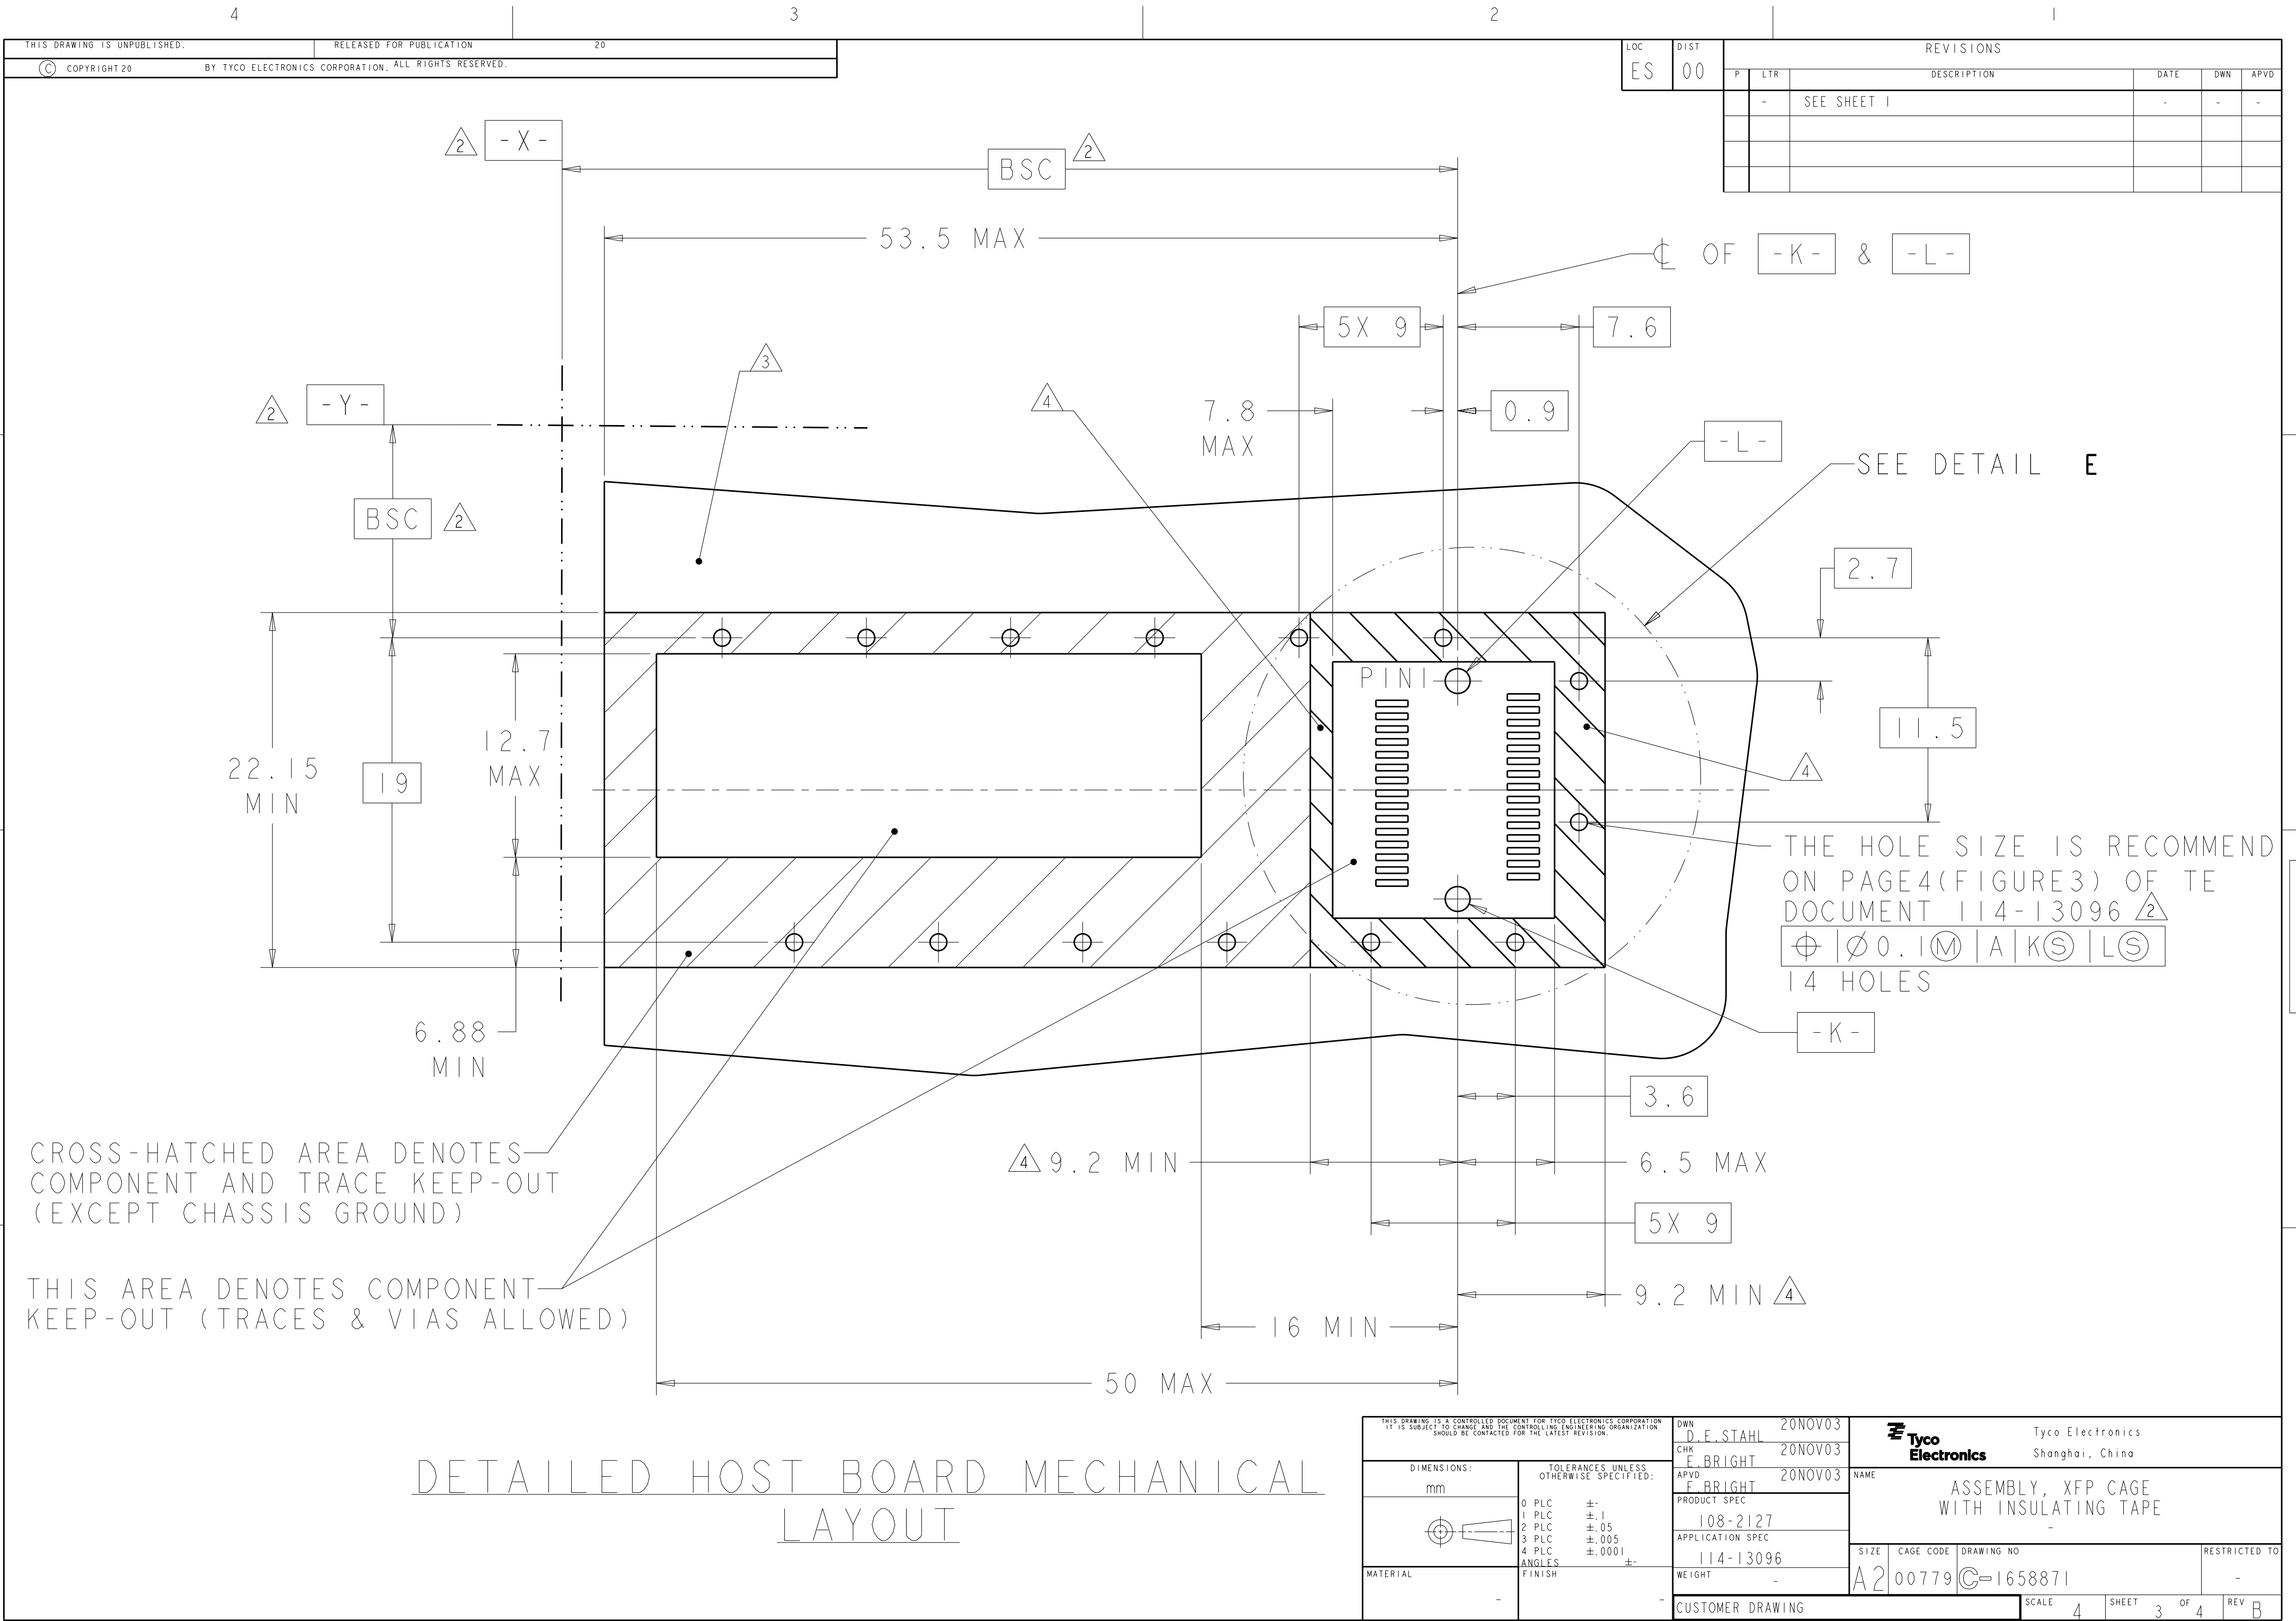 4 3 2 1
THIS DRAWING IS UNPUBLISHED. RELEASED FOR PUBLICATION 20
© COPYRIGHT 20 BY TYCO ELECTRONICS CORPORATION. ALL RIGHTS RESERVED.
LOC DIST REVISIONS
ES 00 P LTR DESCRIPTION DATE DWN APVD
- SEE SHEET 1 - - -
2 -X-
BSC 2
53.5 MAX
℄ OF -K- & -L-
5X 9 7.6
3
2 -Y-
4
7.8 MAX
0.9
-L-
SEE DETAIL E
BSC 2
2.7
PIN1
11.5
12.7 MAX
22.15 MIN
19
4
THE HOLE SIZE IS RECOMMEND
ON PAGE4(FIGURE3) OF TE
DOCUMENT 114-13096 2
⌖ | ⌀0.1Ⓜ | A | KⓈ | LⓈ
14 HOLES
6.88 MIN
-K-
3.6
CROSS-HATCHED AREA DENOTES
COMPONENT AND TRACE KEEP-OUT
(EXCEPT CHASSIS GROUND)
4 9.2 MIN
6.5 MAX
5X 9
THIS AREA DENOTES COMPONENT
KEEP-OUT (TRACES & VIAS ALLOWED)
9.2 MIN 4
16 MIN
50 MAX
DETAILED HOST BOARD MECHANICAL
LAYOUT
THIS DRAWING IS A CONTROLLED DOCUMENT FOR TYCO ELECTRONICS CORPORATION
IT IS SUBJECT TO CHANGE AND THE CONTROLLING ENGINEERING ORGANIZATION
SHOULD BE CONTACTED FOR THE LATEST REVISION.
DIMENSIONS:
mm
TOLERANCES UNLESS
OTHERWISE SPECIFIED:
0 PLC ±-
1 PLC ±.1
2 PLC ±.05
3 PLC ±.005
4 PLC ±.0001
ANGLES ±-
MATERIAL
-
FINISH
-
DWN 20NOV03
D.E.STAHL
CHK 20NOV03
E.BRIGHT
APVD 20NOV03
E.BRIGHT
PRODUCT SPEC
108-2127
APPLICATION SPEC
114-13096
WEIGHT -
CUSTOMER DRAWING
Tyco
Electronics
Tyco Electronics
Shanghai, China
NAME
ASSEMBLY, XFP CAGE
WITH INSULATING TAPE
-
SIZE CAGE CODE DRAWING NO RESTRICTED TO
A2 00779 C-1658871 -
SCALE 4 SHEET 3 OF 4 REV B